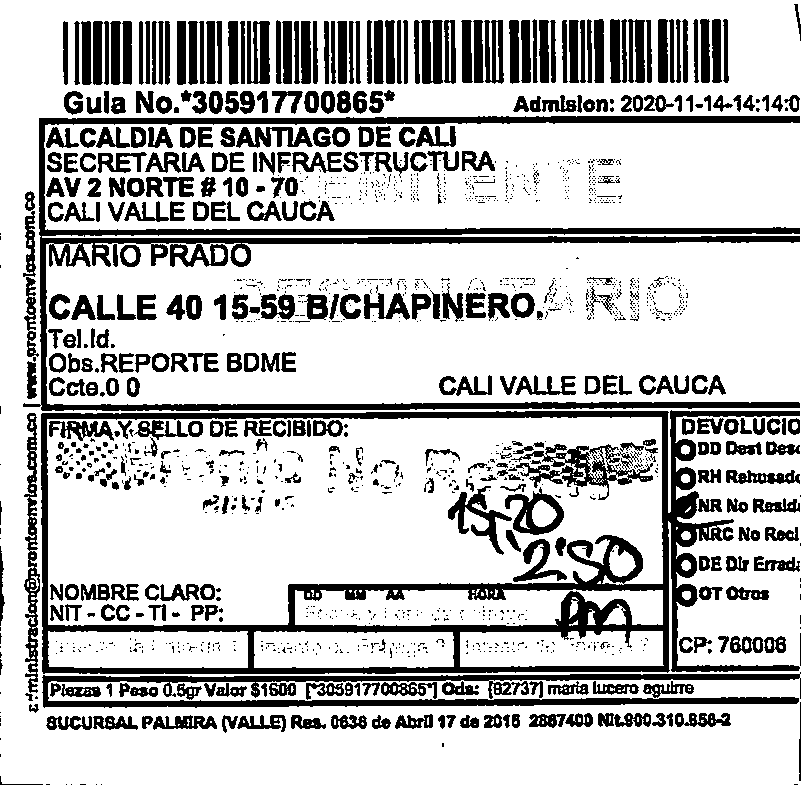 Guia No.*305917700865*
Admision: 2020-11-14-14:14:0
ALCALDIA DE SANTIAGO DE CALI
SECRETARIA DE INFRAESTRUCTURA
AV 2 NORTE # 10 - 70
CALI VALLE DEL CAUCA
REMITENTE
www.prontoenvios.com.co
MARIO PRADO
DESTINATARIO
CALLE 40 15-59 B/CHAPINERO.
Tel.Id.
Obs.REPORTE BDME
Ccte.0 0
CALI VALLE DEL CAUCA
FIRMA Y SELLO DE RECIBIDO:
DEVOLUCIO
DD Dest Desc
RH Rehusado
NR No Resid
NRC No Reci
DE Dir Errada
OT Otros
CP: 760008
15-20
2:50
PM
NOMBRE CLARO:
NIT - CC - TI - PP:
DD MM AA HORA
Piezas 1 Peso 0.5gr Valor $1600 [*305917700865*] Ods: [82737] maria lucero aguirre
SUCURSAL PALMIRA (VALLE) Res. 0636 de Abril 17 de 2015 2887400 Nit.900.310.856-2